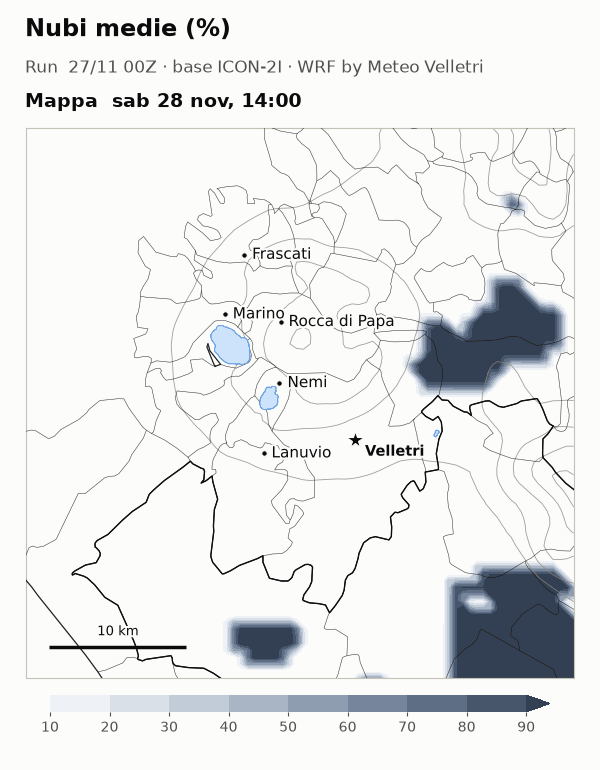 Nubi medie (%)
Run  27/11 00Z · base ICON-2I · WRF by Meteo Velletri
Mappa  sab 28 nov, 14:00
Frascati
Marino
Rocca di Papa
Nemi
Velletri
Lanuvio
10 km
10 20 30 40 50 60 70 80 90